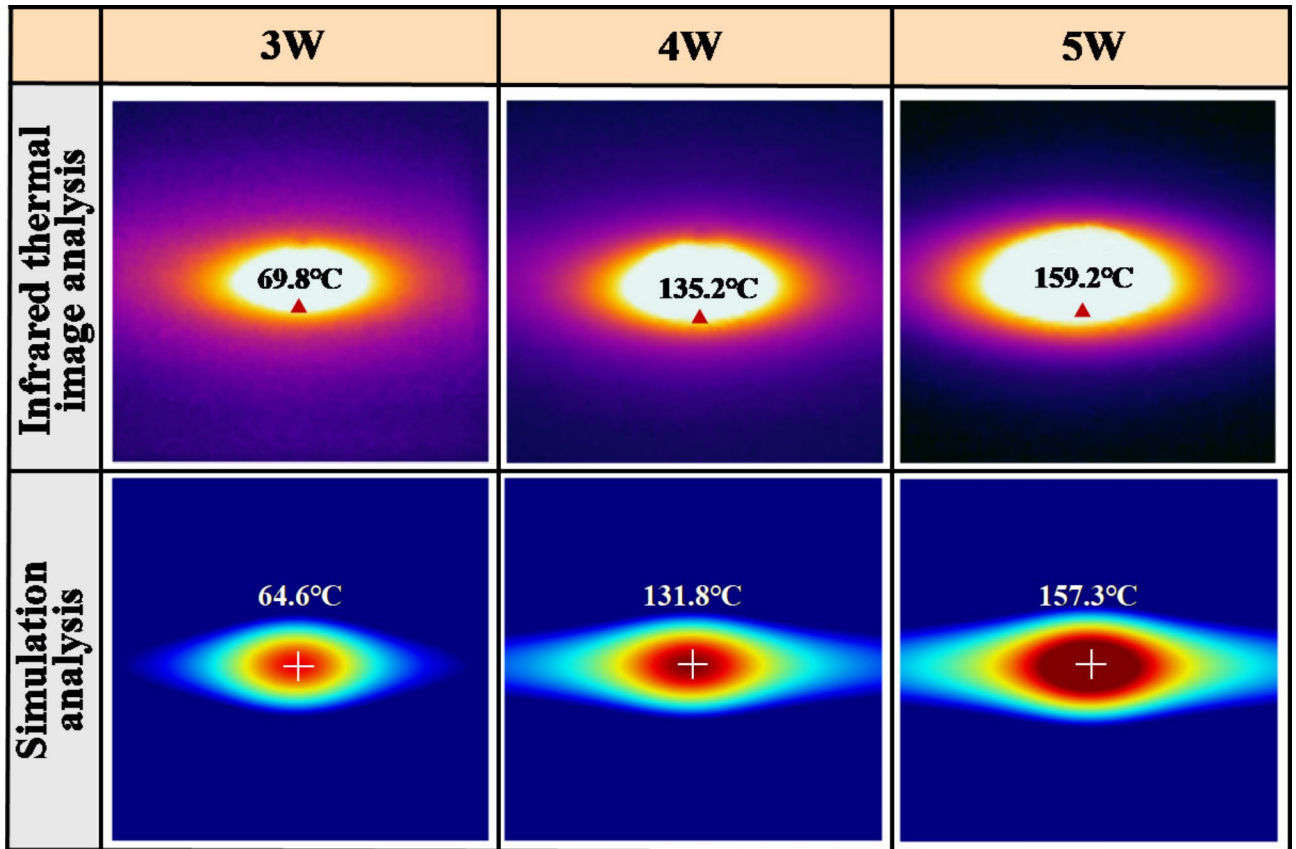 3W
4W
5W
Infrared thermal
image analysis
69.8°C
135.2°C
159.2°C
Simulation
analysis
64.6°C
131.8°C
157.3°C